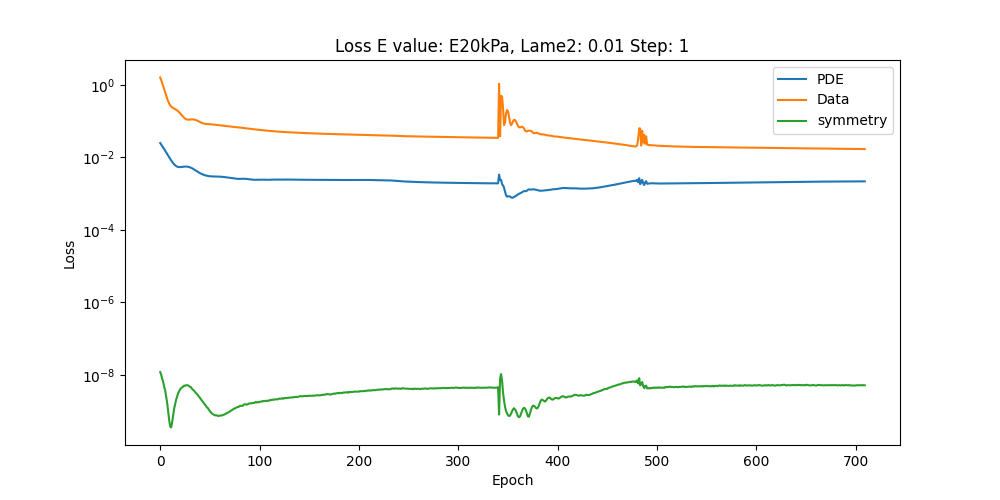 Loss E value: E20kPa, Lame2: 0.01 Step: 1
PDE
Data
symmetry
10^0
10^-2
10^-4
10^-6
10^-8
Loss
0 100 200 300 400 500 600 700
Epoch